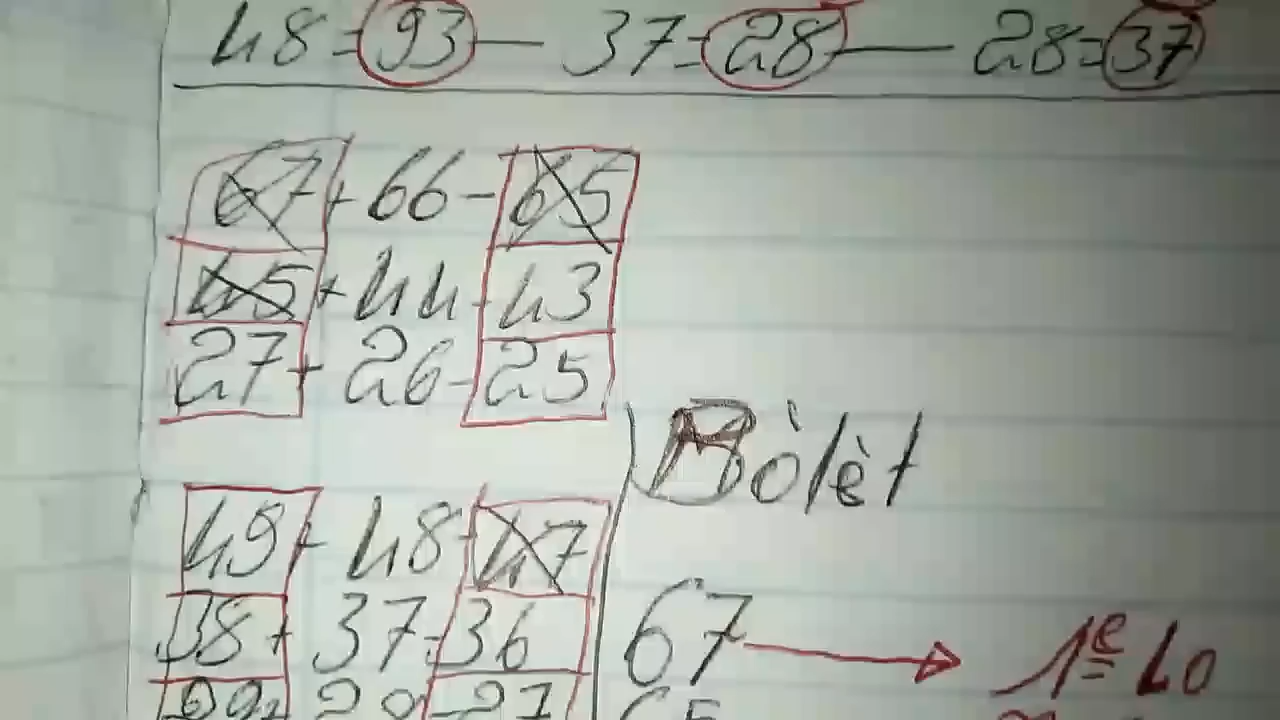 48=93— 37=28— 28=37
67+66-65
45+44-43
27+26-25
Bòlèt
49+48-47
38+37-36
67 → 1e Lo